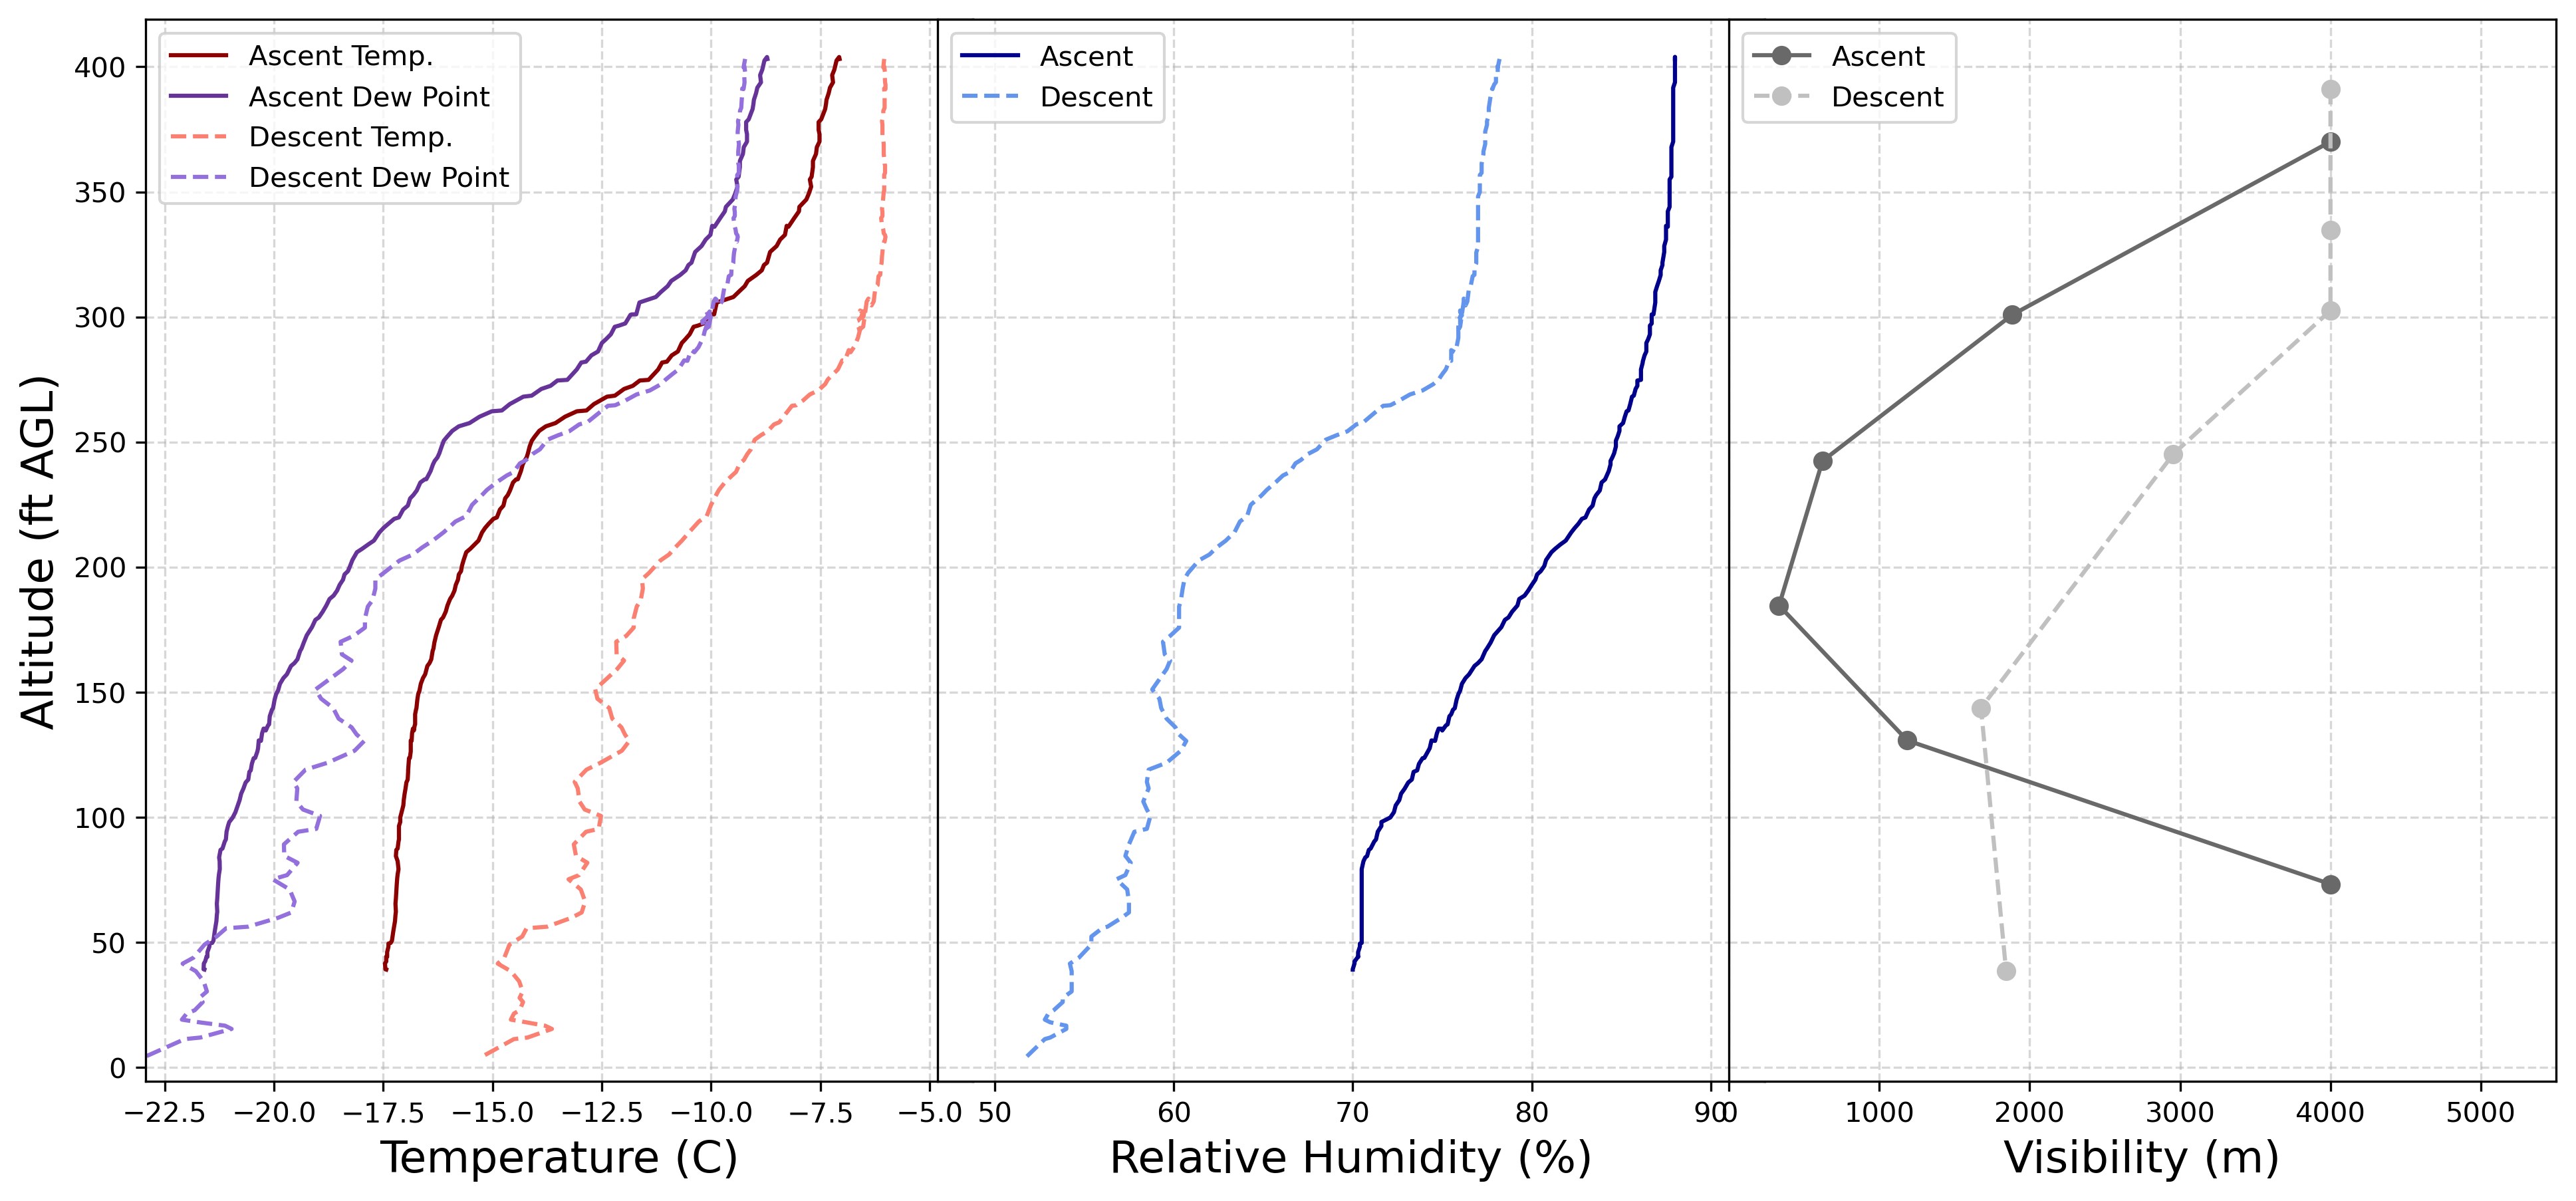 Ascent Temp.
Ascent Dew Point
Descent Temp.
Descent Dew Point
Ascent
Descent
Ascent
Descent
Altitude (ft AGL)
400
350
300
250
200
150
100
50
0
−22.5 −20.0 −17.5 −15.0 −12.5 −10.0 −7.5 −5.0
50 60 70 80 90
0 1000 2000 3000 4000 5000
Temperature (C)
Relative Humidity (%)
Visibility (m)